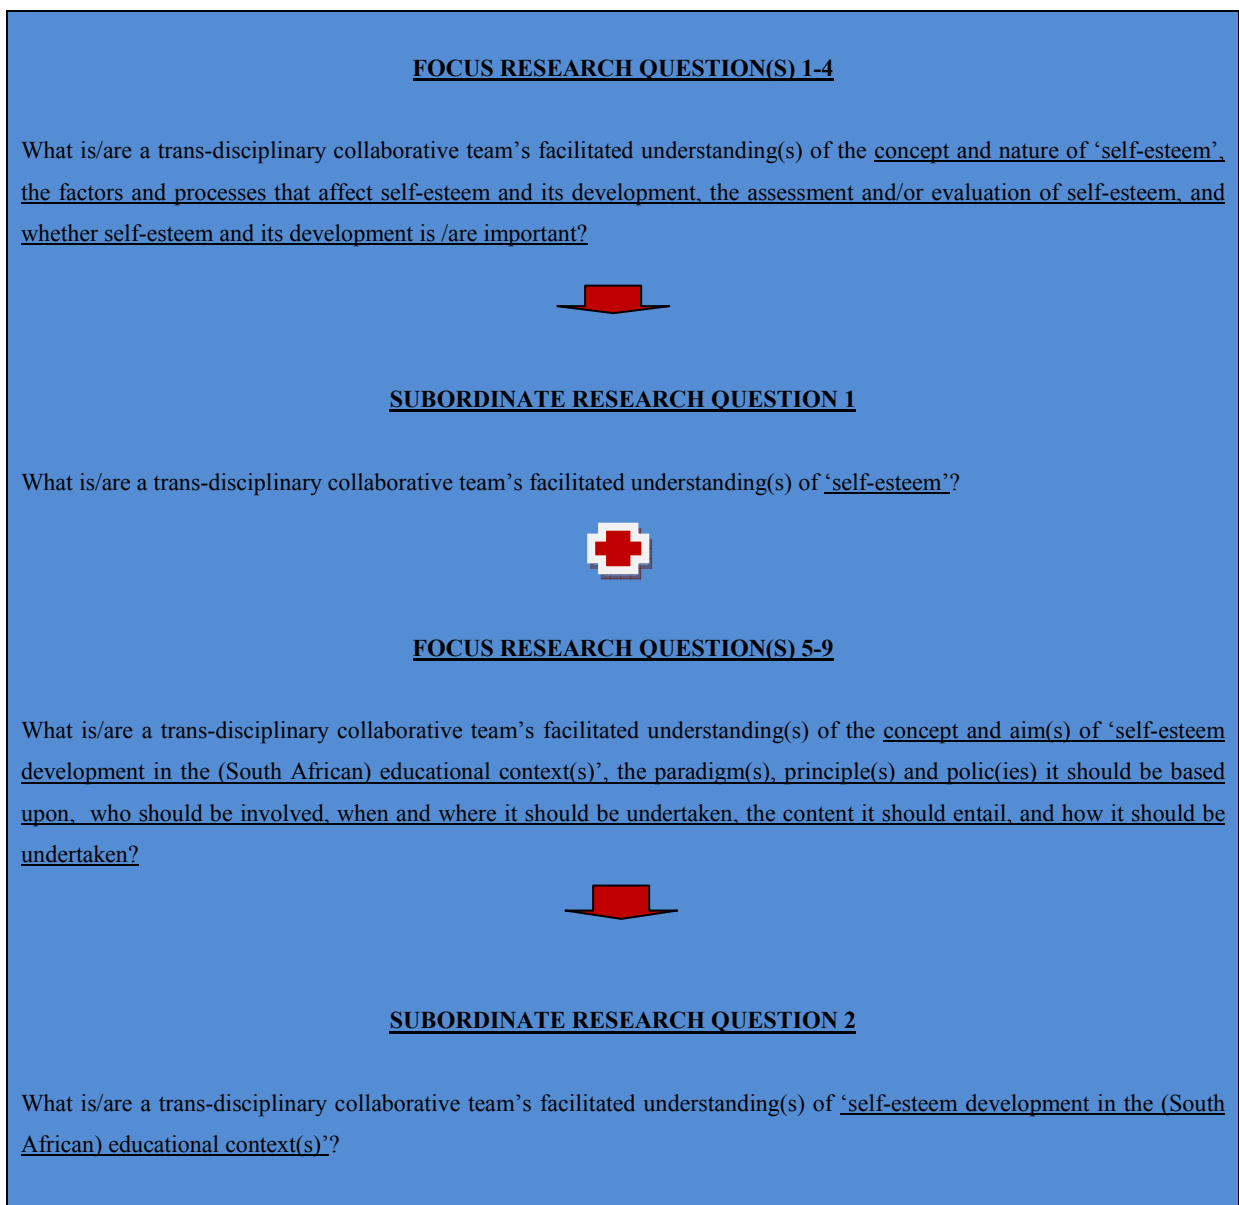 FOCUS RESEARCH QUESTION(S) 1-4
What is/are a trans-disciplinary collaborative team’s facilitated understanding(s) of the concept and nature of ‘self-esteem’,
the factors and processes that affect self-esteem and its development, the assessment and/or evaluation of self-esteem, and
whether self-esteem and its development is /are important?
SUBORDINATE RESEARCH QUESTION 1
What is/are a trans-disciplinary collaborative team’s facilitated understanding(s) of ‘self-esteem’?
FOCUS RESEARCH QUESTION(S) 5-9
What is/are a trans-disciplinary collaborative team’s facilitated understanding(s) of the concept and aim(s) of ‘self-esteem
development in the (South African) educational context(s)’, the paradigm(s), principle(s) and polic(ies) it should be based
upon, who should be involved, when and where it should be undertaken, the content it should entail, and how it should be
undertaken?
SUBORDINATE RESEARCH QUESTION 2
What is/are a trans-disciplinary collaborative team’s facilitated understanding(s) of ‘self-esteem development in the (South
African) educational context(s)’?